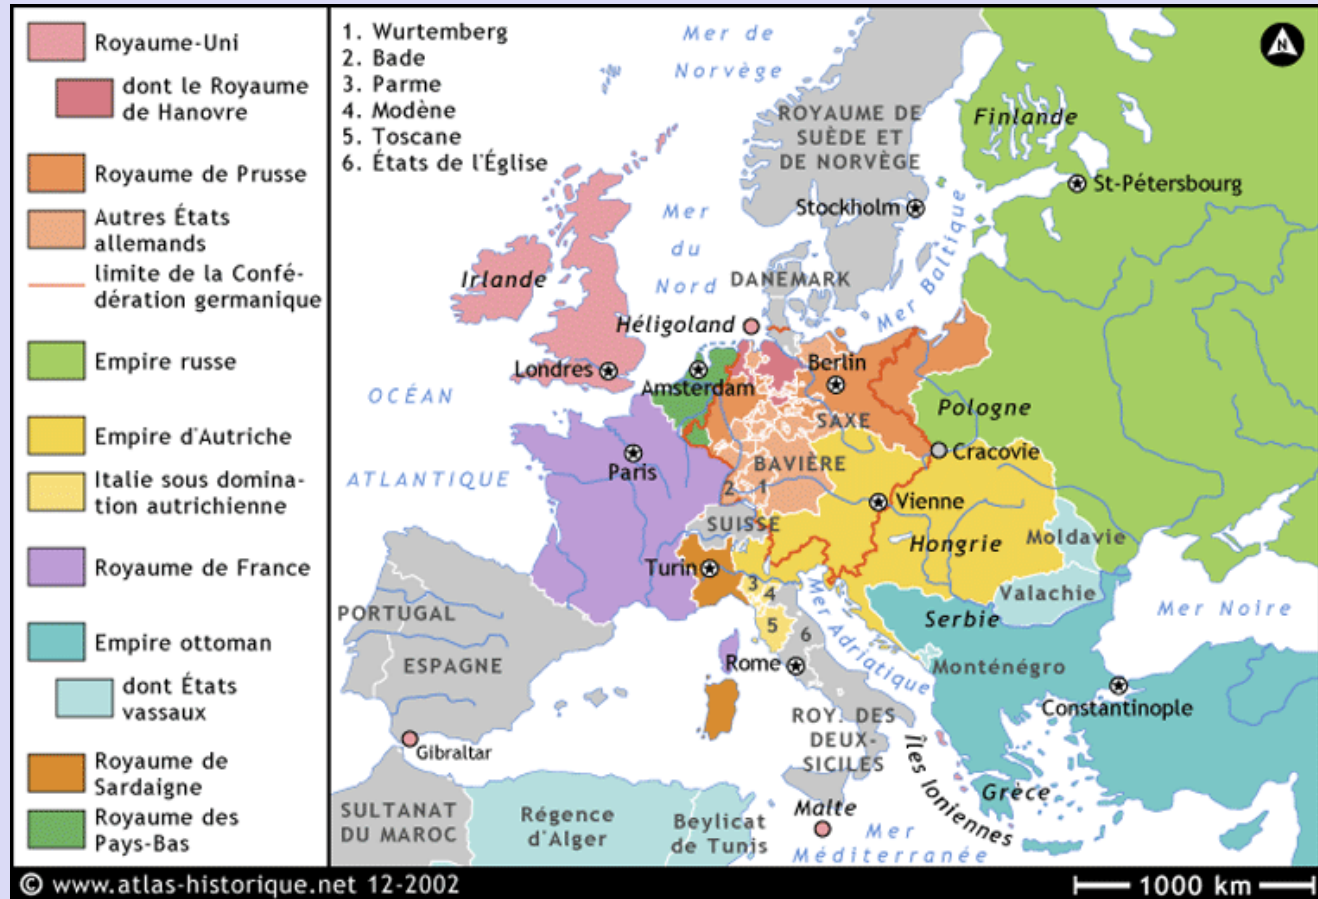 Royaume-Uni
dont le Royaume
de Hanovre
Royaume de Prusse
Autres États
allemands
limite de la Confé-
dération germanique
Empire russe
Empire d'Autriche
Italie sous domina-
tion autrichienne
Royaume de France
Empire ottoman
dont États
vassaux
Royaume de
Sardaigne
Royaume des
Pays-Bas
1. Wurtemberg
2. Bade
3. Parme
4. Modène
5. Toscane
6. États de l'Église
Mer de
Norvège
N
ROYAUME DE
SUÈDE ET
DE NORVÈGE
Finlande
St-Pétersbourg
Stockholm
Mer
du
Nord
Mer Baltique
Irlande
DANEMARK
Héligoland
Londres
Amsterdam
Berlin
OCÉAN
ATLANTIQUE
SAXE
Pologne
Paris
BAVIÈRE
Cracovie
2
1
Vienne
SUISSE
Hongrie
Moldavie
Turin
3
4
5
6
Valachie
Mer Noire
PORTUGAL
ESPAGNE
Serbie
Mer Adriatique
Rome
Monténégro
Constantinople
ROY. DES
DEUX-
SICILES
Gibraltar
Îles Ioniennes
Grèce
SULTANAT
DU MAROC
Régence
d'Alger
Beylicat
de Tunis
Malte
Mer
Méditerranée
© www.atlas-historique.net 12-2002
1000 km